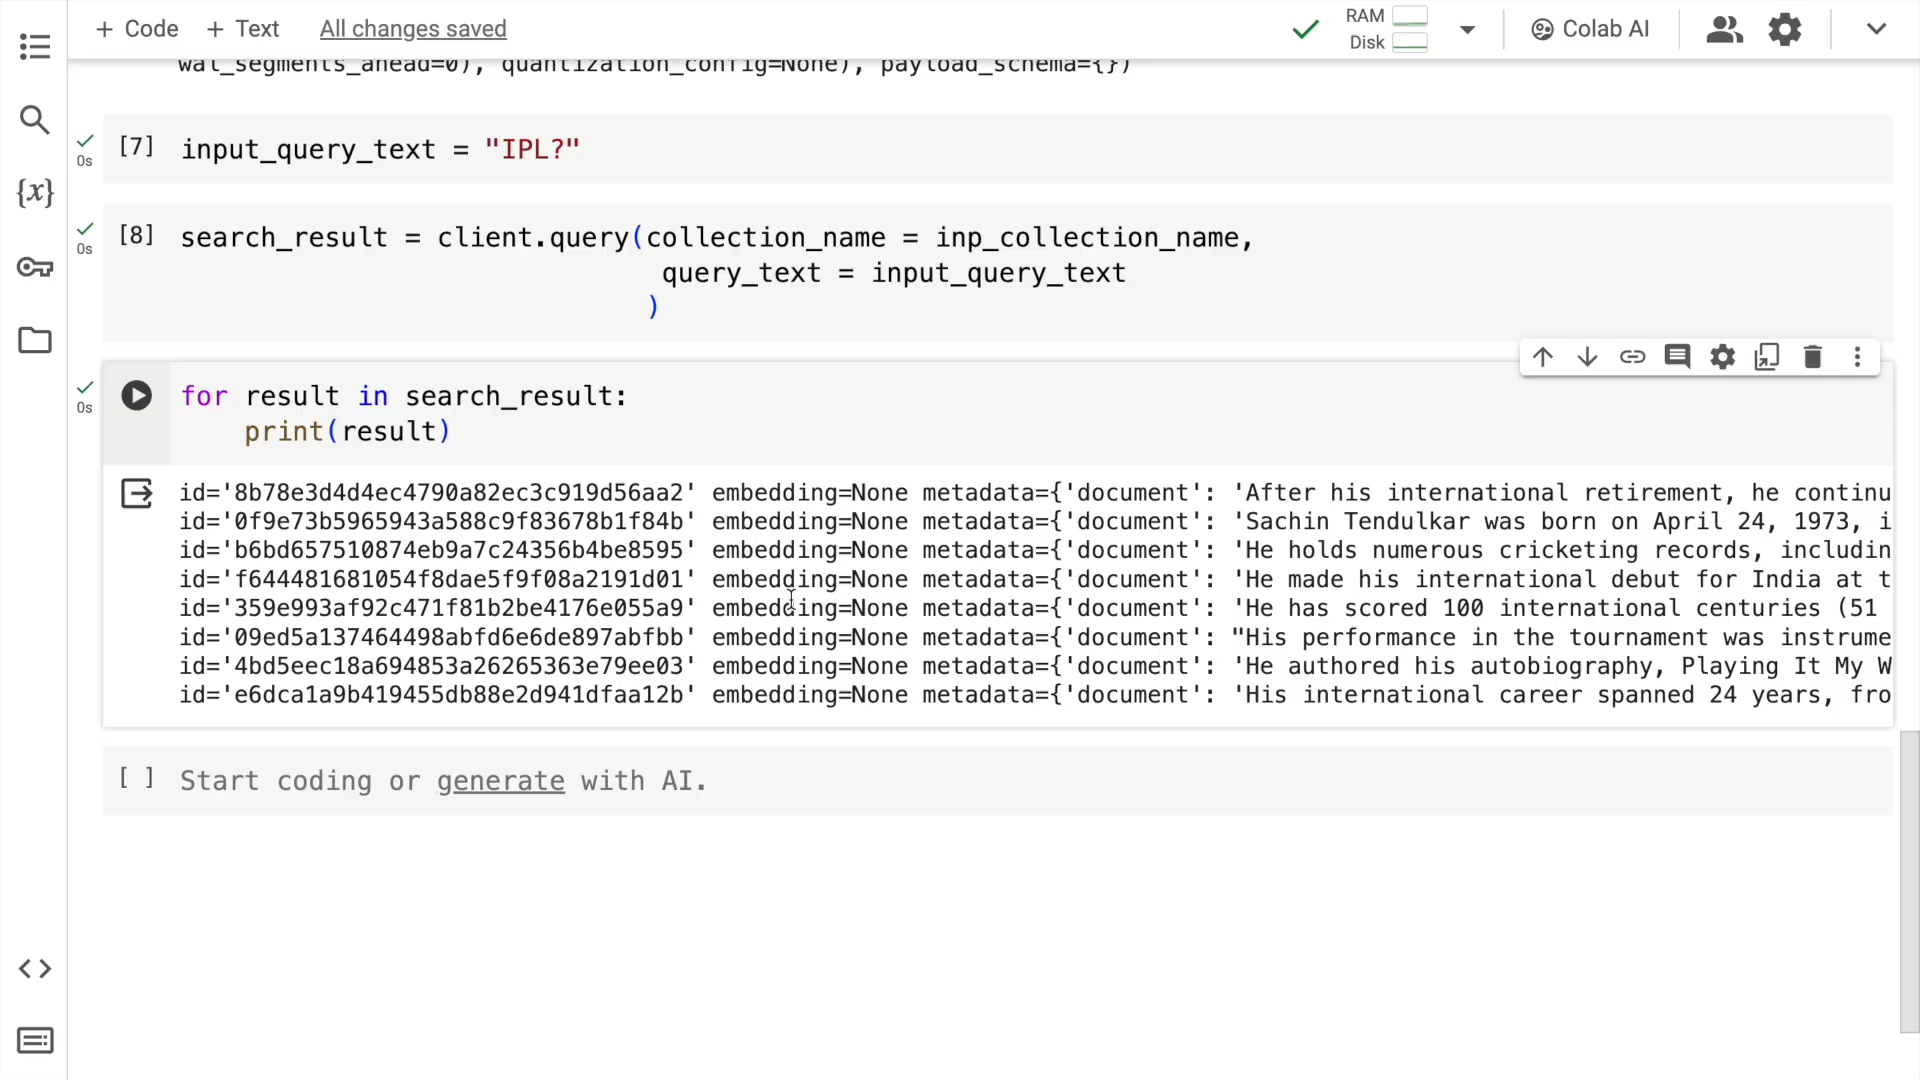 + Code + Text All changes saved
RAM
Disk
Colab AI
wal_segments_ahead=0), quantization_config=None), payload_schema={})
0s
[7] input_query_text = "IPL?"
0s
[8] search_result = client.query(collection_name = inp_collection_name,
query_text = input_query_text
)
0s
for result in search_result:
print(result)
id='8b78e3d4d4ec4790a82ec3c919d56aa2' embedding=None metadata={'document': 'After his international retirement, he continu
id='0f9e73b5965943a588c9f83678b1f84b' embedding=None metadata={'document': 'Sachin Tendulkar was born on April 24, 1973, i
id='b6bd657510874eb9a7c24356b4be8595' embedding=None metadata={'document': 'He holds numerous cricketing records, includin
id='f644481681054f8dae5f9f08a2191d01' embedding=None metadata={'document': 'He made his international debut for India at t
id='359e993af92c471f81b2be4176e055a9' embedding=None metadata={'document': 'He has scored 100 international centuries (51
id='09ed5a137464498abfd6e6de897abfbb' embedding=None metadata={'document': "His performance in the tournament was instrume
id='4bd5eec18a694853a26265363e79ee03' embedding=None metadata={'document': 'He authored his autobiography, Playing It My W
id='e6dca1a9b419455db88e2d941dfaa12b' embedding=None metadata={'document': 'His international career spanned 24 years, fro
[ ] Start coding or generate with AI.
{x}